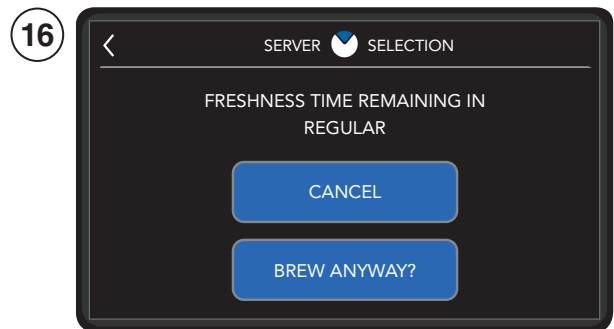 16
SERVER SELECTION
FRESHNESS TIME REMAINING IN
REGULAR
CANCEL
BREW ANYWAY?